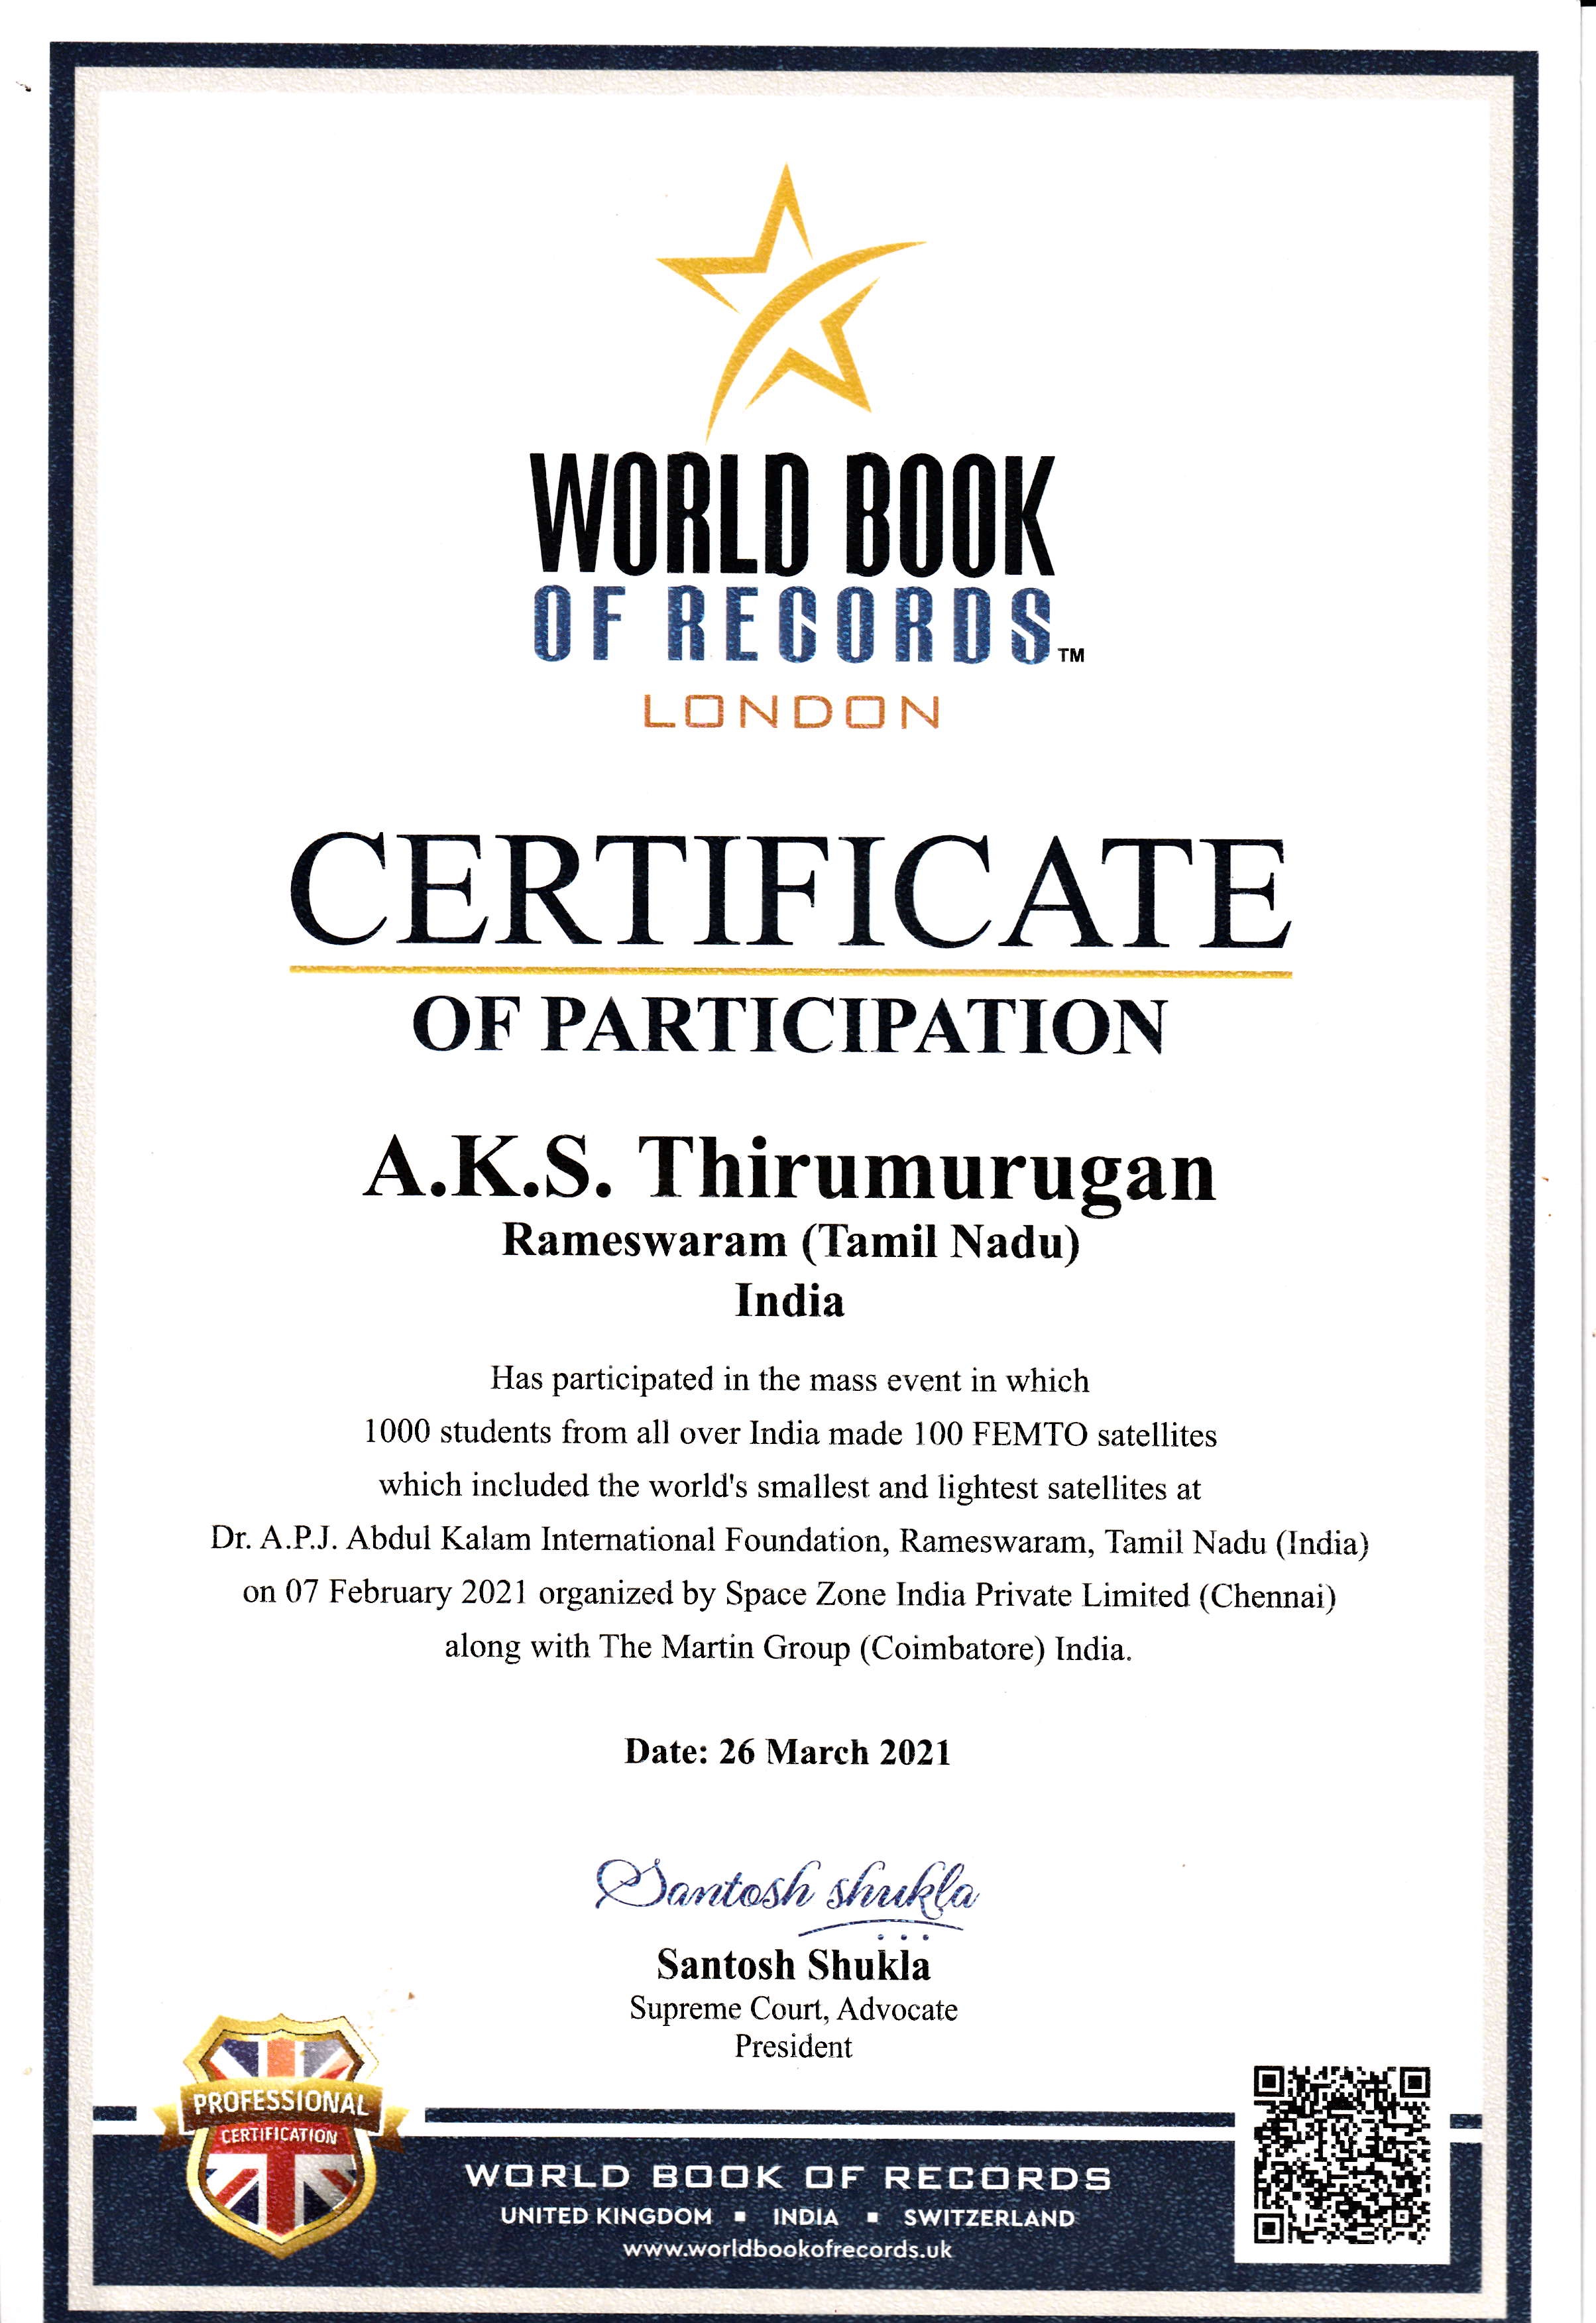 WORLD BOOK
OF RECORDS™
LONDON
CERTIFICATE
OF PARTICIPATION
A.K.S. Thirumurugan
Rameswaram (Tamil Nadu)
India
Has participated in the mass event in which
1000 students from all over India made 100 FEMTO satellites
which included the world's smallest and lightest satellites at
Dr. A.P.J. Abdul Kalam International Foundation, Rameswaram, Tamil Nadu (India)
on 07 February 2021 organized by Space Zone India Private Limited (Chennai)
along with The Martin Group (Coimbatore) India.
Date: 26 March 2021
Santosh shukla
Santosh Shukla
Supreme Court, Advocate
President
PROFESSIONAL
CERTIFICATION
WORLD BOOK OF RECORDS
UNITED KINGDOM ▪ INDIA ▪ SWITZERLAND
www.worldbookofrecords.uk